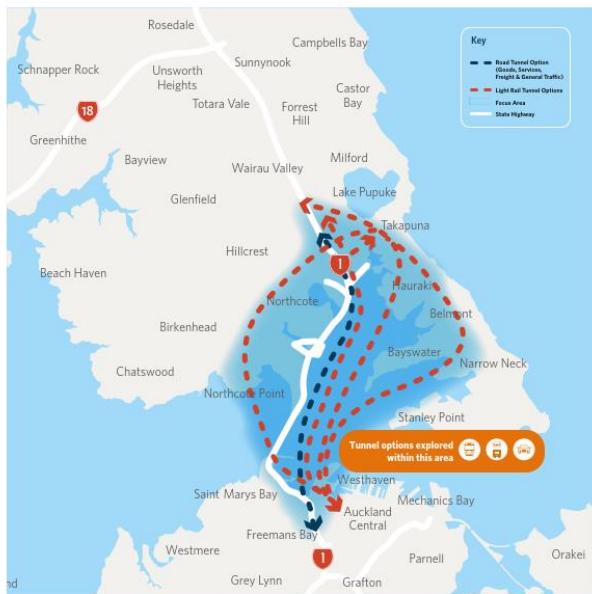 Rosedale
Campbells Bay
Sunnynook
Schnapper Rock
Unsworth
Heights
Castor
Bay
Totara Vale
Forrest
Hill
18
Greenhithe
Bayview
Milford
Wairau Valley
Lake Pupuke
Glenfield
Takapuna
Hillcrest
1
Beach Haven
Hauraki
Northcote
Belmont
Birkenhead
Bayswater
Narrow Neck
Chatswood
Northcote Point
Stanley Point
Tunnel options explored
within this area
Westhaven
Saint Marys Bay
Mechanics Bay
Auckland
Central
Freemans Bay
Westmere
1
Parnell
Orakei
nd
Grey Lynn
Grafton
Key
Road Tunnel Option
(Goods, Services,
Freight & General Traffic)
Light Rail Tunnel Options
Focus Area
State Highway